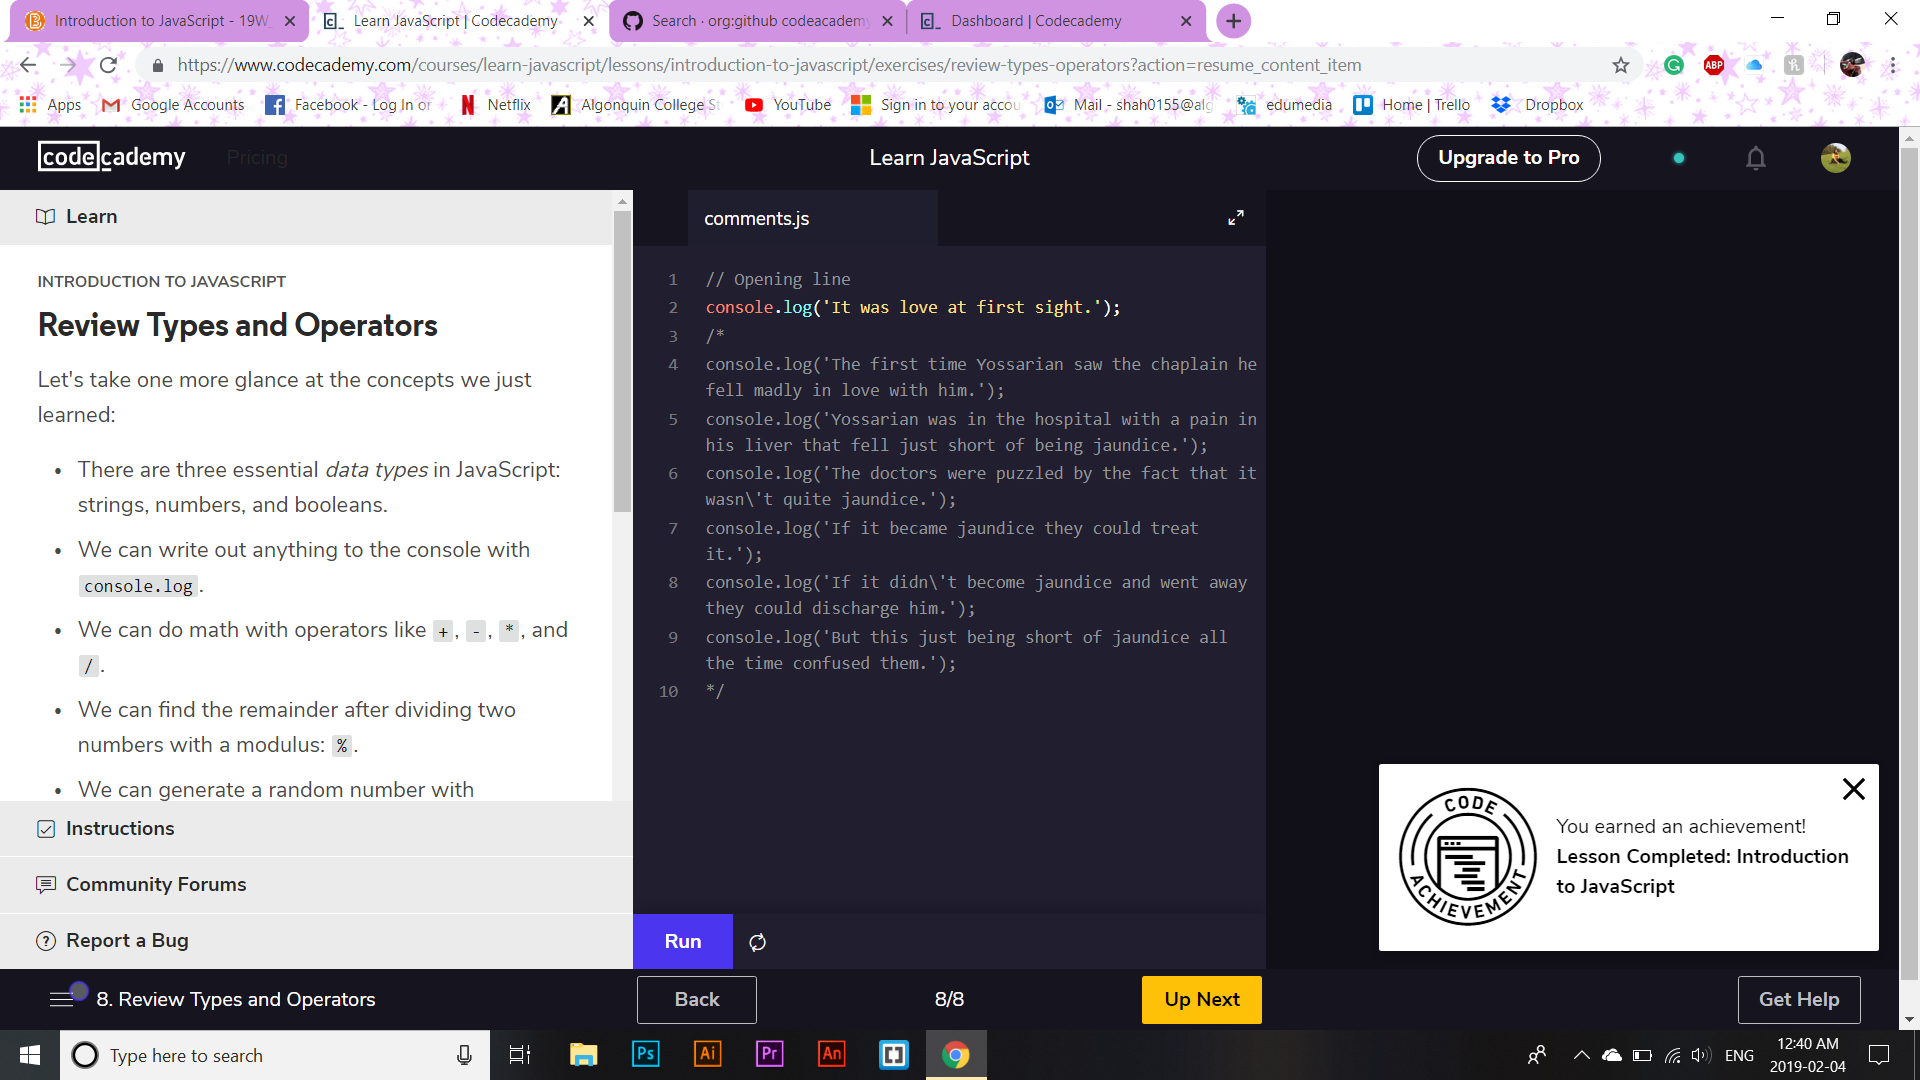 Introduction to JavaScript - 19W
Learn JavaScript | Codecademy
Search · org:github codeacademy
Dashboard | Codecademy
https://www.codecademy.com/courses/learn-javascript/lessons/introduction-to-javascript/exercises/review-types-operators?action=resume_content_item
Apps
Google Accounts
Facebook - Log In or
Netflix
Algonquin College St
YouTube
Sign in to your accou
Mail - shah0155@alg
edumedia
Home | Trello
Dropbox
codecademy
Pricing
Learn JavaScript
Upgrade to Pro
Learn
INTRODUCTION TO JAVASCRIPT
Review Types and Operators
Let's take one more glance at the concepts we just
learned:
• There are three essential data types in JavaScript:
strings, numbers, and booleans.
• We can write out anything to the console with
console.log.
• We can do math with operators like +, -, *, and
/.
• We can find the remainder after dividing two
numbers with a modulus: %.
• We can generate a random number with
Instructions
Community Forums
Report a Bug
comments.js
1 // Opening line
2 console.log('It was love at first sight.');
3 /*
4 console.log('The first time Yossarian saw the chaplain he
fell madly in love with him.');
5 console.log('Yossarian was in the hospital with a pain in
his liver that fell just short of being jaundice.');
6 console.log('The doctors were puzzled by the fact that it
wasn\'t quite jaundice.');
7 console.log('If it became jaundice they could treat
it.');
8 console.log('If it didn\'t become jaundice and went away
they could discharge him.');
9 console.log('But this just being short of jaundice all
the time confused them.');
10 */
Run
CODE ACHIEVEMENT
You earned an achievement!
Lesson Completed: Introduction
to JavaScript
8. Review Types and Operators
Back
8/8
Up Next
Get Help
Type here to search
Ps
Ai
Pr
An
ENG
12:40 AM
2019-02-04
ABP